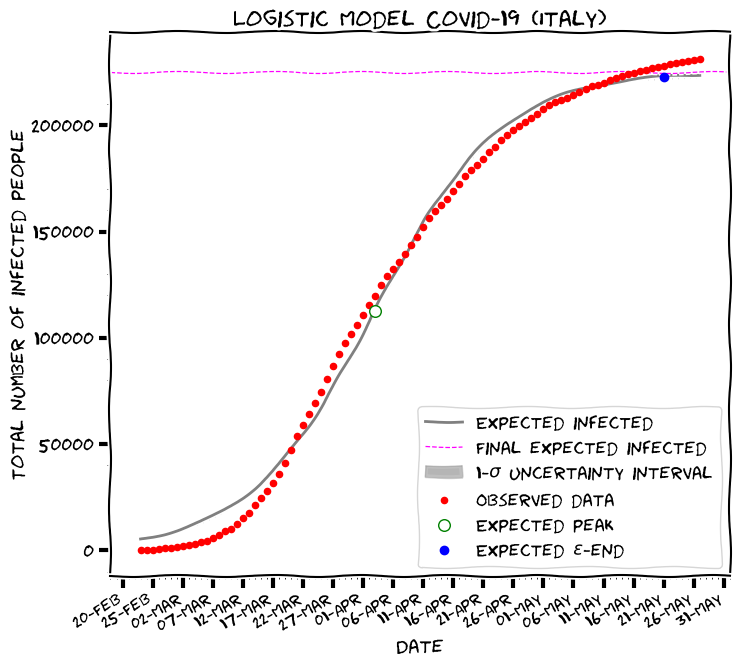 LOGISTIC MODEL COVID-19 (ITALY)
TOTAL NUMBER OF INFECTED PEOPLE
200000
150000
100000
50000
0
EXPECTED INFECTED
FINAL EXPECTED INFECTED
1-σ UNCERTAINTY INTERVAL
OBSERVED DATA
EXPECTED PEAK
EXPECTED ε-END
20-FEB 25-FEB 02-MAR 07-MAR 12-MAR 17-MAR 22-MAR 27-MAR 01-APR 06-APR 11-APR 16-APR 21-APR 26-APR 01-MAY 06-MAY 11-MAY 16-MAY 21-MAY 26-MAY 31-MAY
DATE